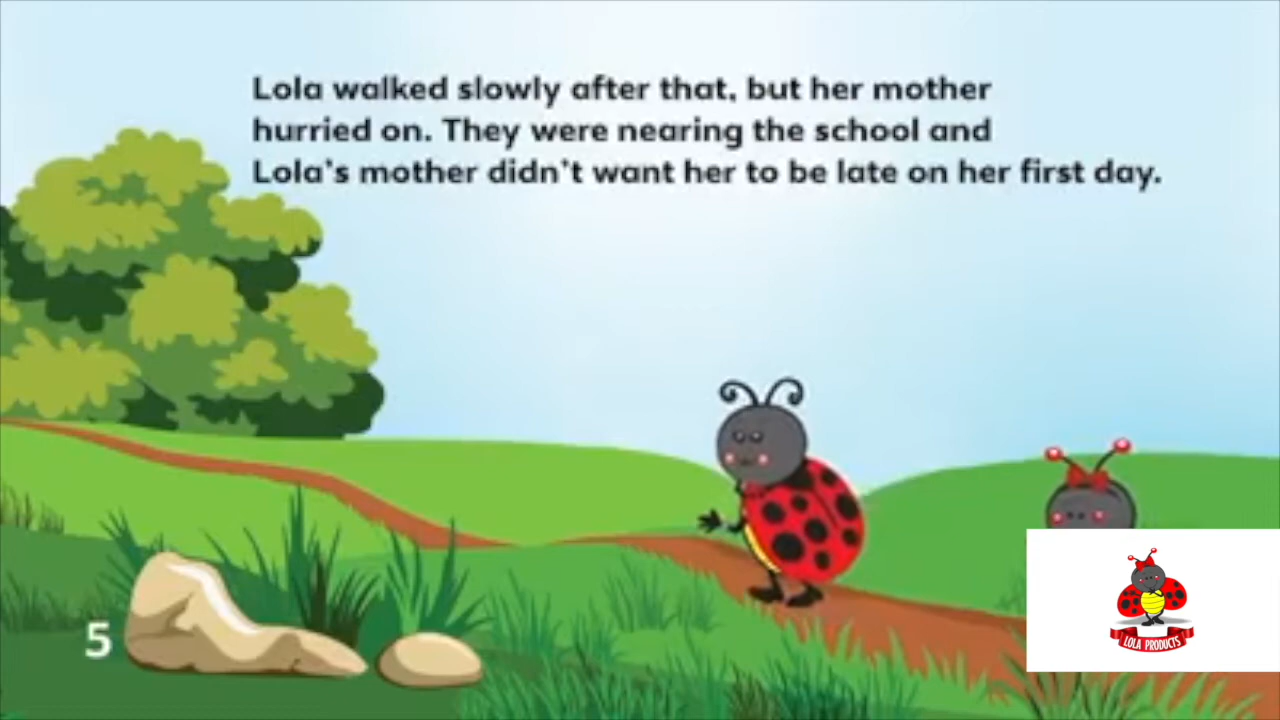 Lola walked slowly after that, but her mother
hurried on. They were nearing the school and
Lola's mother didn't want her to be late on her first day.
5
LOLA PRODUCTS